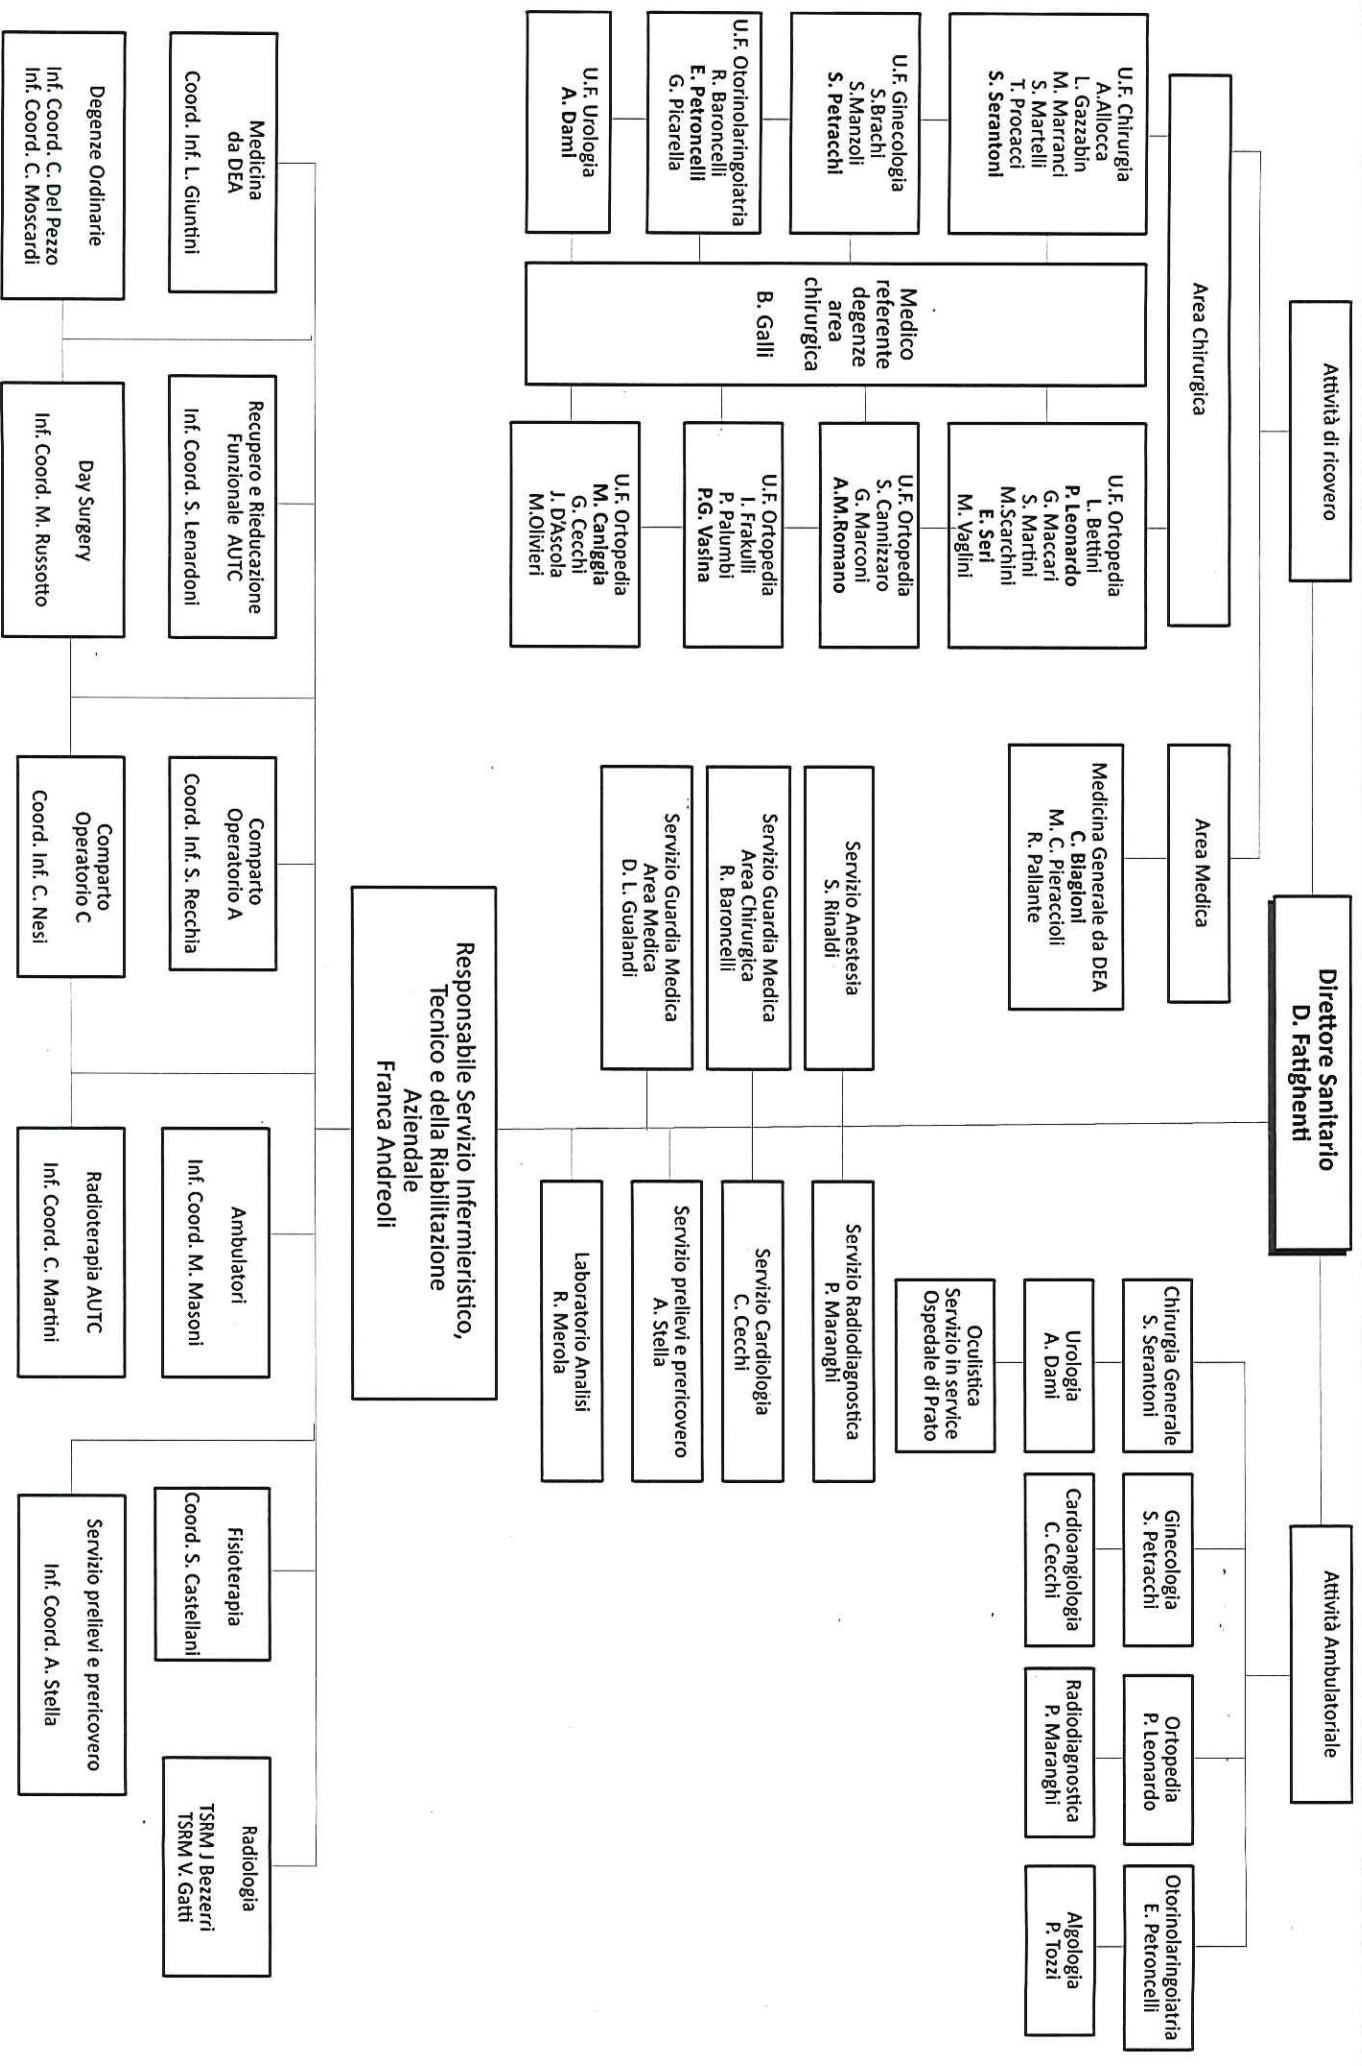 Direttore Sanitario
D. Fatighenti
Attività di ricovero
Attività Ambulatoriale
Area Chirurgica
Area Medica
U.F. Chirurgia
A.Allocca
L. Gazzabin
M. Marranci
S. Martelli
T. Procacci
S. Serantoni
U.F. Ginecologia
S.Brachi
S.Manzoli
S. Petracchi
U.F. Otorinolaringoiatria
R. Baroncelli
E. Petroncelli
G. Picarella
U.F. Urologia
A. Dami
Medico
referente
degenze
area
chirurgica
B. Galli
U.F. Ortopedia
L. Bettini
P. Leonardo
G. Maccari
S. Martini
M.Scarchini
E. Seri
M. Vaglini
U.F. Ortopedia
S. Cannizzaro
G. Marconi
A.M.Romano
U.F. Ortopedia
I. Frakulli
P. Palumbi
P.G. Vasina
U.F. Ortopedia
M. Caniggia
G. Cecchi
J. D'Ascola
M.Olivieri
Medicina Generale da DEA
C. Biagioni
M. C. Pieraccioli
R. Pallante
Chirurgia Generale
S. Serantoni
Ginecologia
S. Petracchi
Ortopedia
P. Leonardo
Otorinolaringoiatria
E. Petroncelli
Urologia
A. Dami
Cardioangiologia
C. Cecchi
Radiodiagnostica
P. Maranghi
Algologia
P. Tozzi
Oculistica
Servizio in service
Ospedale di Prato
Servizio Anestesia
S. Rinaldi
Servizio Radiodiagnostica
P. Maranghi
Servizio Guardia Medica
Area Chirurgica
R. Baroncelli
Servizio Cardiologia
C. Cecchi
Servizio Guardia Medica
Area Medica
D. L. Gualandi
Servizio prelievi e prericovero
A. Stella
Laboratorio Analisi
R. Merola
Responsabile Servizio Infermieristico,
Tecnico e della Riabilitazione
Aziendale
Franca Andreoli
Medicina
da DEA
Coord. Inf. L. Giuntini
Recupero e Rieducazione
Funzionale AUTC
Inf. Coord. S. Lenardoni
Comparto
Operatorio A
Coord. Inf. S. Recchia
Ambulatori
Inf. Coord. M. Masoni
Fisioterapia
Coord. S. Castellani
Radiologia
TSRM J Bezzerri
TSRM V. Gatti
Degenze Ordinarie
Inf. Coord. C. Del Pezzo
Inf. Coord. C. Moscardi
Day Surgery
Inf. Coord. M. Russotto
Comparto
Operatorio C
Coord. Inf. C. Nesi
Radioterapia AUTC
Inf. Coord. C. Martini
Servizio prelievi e prericovero
Inf. Coord. A. Stella